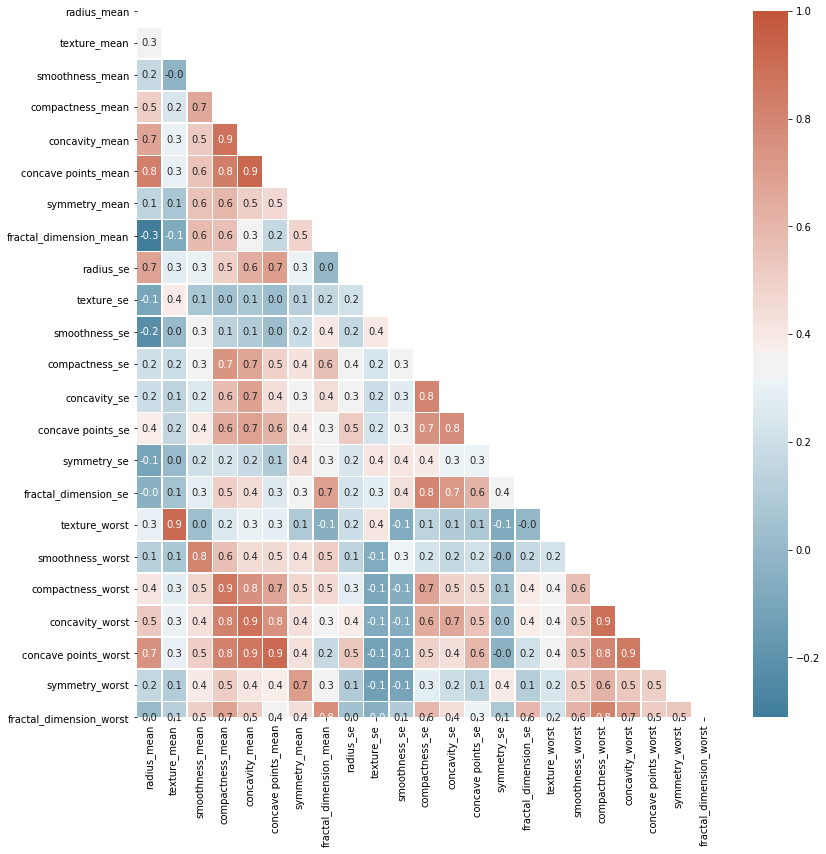 radius_mean
texture_mean 0.3
smoothness_mean 0.2 -0.0
compactness_mean 0.5 0.2 0.7
concavity_mean 0.7 0.3 0.5 0.9
concave points_mean 0.8 0.3 0.6 0.8 0.9
symmetry_mean 0.1 0.1 0.6 0.6 0.5 0.5
fractal_dimension_mean -0.3 -0.1 0.6 0.6 0.3 0.2 0.5
radius_se 0.7 0.3 0.3 0.5 0.6 0.7 0.3 0.0
texture_se -0.1 0.4 0.1 0.0 0.1 0.0 0.1 0.2 0.2
smoothness_se -0.2 0.0 0.3 0.1 0.1 0.0 0.2 0.4 0.2 0.4
compactness_se 0.2 0.2 0.3 0.7 0.7 0.5 0.4 0.6 0.4 0.2 0.3
concavity_se 0.2 0.1 0.2 0.6 0.7 0.4 0.3 0.4 0.3 0.2 0.3 0.8
concave points_se 0.4 0.2 0.4 0.6 0.7 0.6 0.4 0.3 0.5 0.2 0.3 0.7 0.8
symmetry_se -0.1 0.0 0.2 0.2 0.2 0.1 0.4 0.3 0.2 0.4 0.4 0.4 0.3 0.3
fractal_dimension_se -0.0 0.1 0.3 0.5 0.4 0.3 0.3 0.7 0.2 0.3 0.4 0.8 0.7 0.6 0.4
texture_worst 0.3 0.9 0.0 0.2 0.3 0.3 0.1 -0.1 0.2 0.4 -0.1 0.1 0.1 0.1 -0.1 -0.0
smoothness_worst 0.1 0.1 0.8 0.6 0.4 0.5 0.4 0.5 0.1 -0.1 0.3 0.2 0.2 0.2 -0.0 0.2 0.2
compactness_worst 0.4 0.3 0.5 0.9 0.8 0.7 0.5 0.5 0.3 -0.1 -0.1 0.7 0.5 0.5 0.1 0.4 0.4 0.6
concavity_worst 0.5 0.3 0.4 0.8 0.9 0.8 0.4 0.3 0.4 -0.1 -0.1 0.6 0.7 0.5 0.0 0.4 0.4 0.5 0.9
concave points_worst 0.7 0.3 0.5 0.8 0.9 0.9 0.4 0.2 0.5 -0.1 -0.1 0.5 0.4 0.6 -0.0 0.2 0.4 0.5 0.8 0.9
symmetry_worst 0.2 0.1 0.4 0.5 0.4 0.4 0.7 0.3 0.1 -0.1 -0.1 0.3 0.2 0.1 0.4 0.1 0.2 0.5 0.6 0.5 0.5
fractal_dimension_worst 0.0 0.1 0.5 0.7 0.5 0.4 0.4 0.8 0.0 -0.0 0.1 0.6 0.4 0.3 0.1 0.6 0.2 0.6 0.8 0.7 0.5 0.5
radius_mean
texture_mean
smoothness_mean
compactness_mean
concavity_mean
concave points_mean
symmetry_mean
fractal_dimension_mean
radius_se
texture_se
smoothness_se
compactness_se
concavity_se
concave points_se
symmetry_se
fractal_dimension_se
texture_worst
smoothness_worst
compactness_worst
concavity_worst
concave points_worst
symmetry_worst
fractal_dimension_worst
1.0
0.8
0.6
0.4
0.2
0.0
−0.2